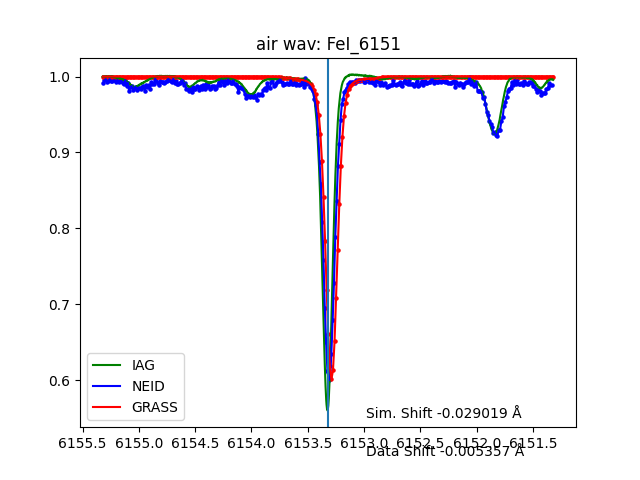 air wav: FeI_6151
1.0
0.9
0.8
0.7
0.6
IAG
NEID
GRASS
Sim. Shift -0.029019 Å
6155.5 6155.0 6154.5 6154.0 6153.5 6153.0 6152.5 6152.0 6151.5
Data Shift -0.005357 Å